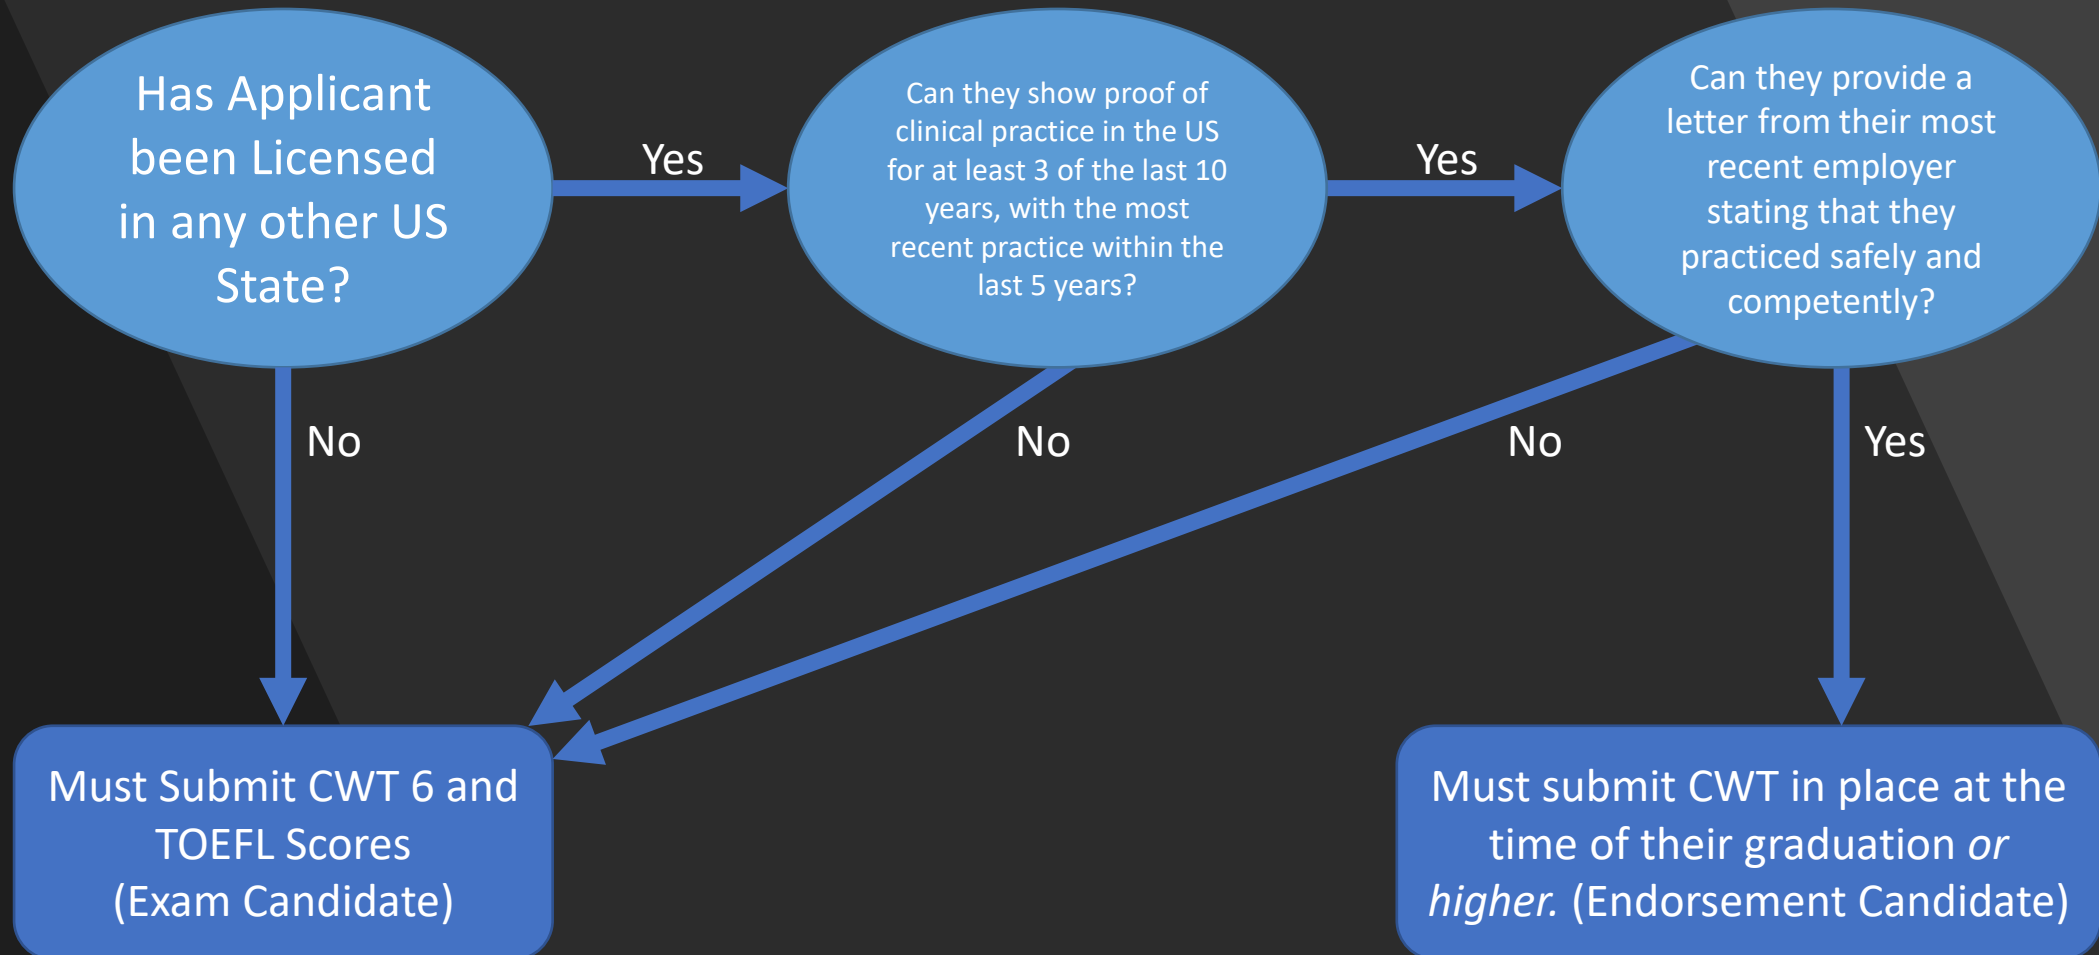 Has Applicant
been Licensed
in any other US
State?
Yes
Can they show proof of
clinical practice in the US
for at least 3 of the last 10
years, with the most
recent practice within the
last 5 years?
Yes
Can they provide a
letter from their most
recent employer
stating that they
practiced safely and
competently?
No
No
No
Yes
Must Submit CWT 6 and
TOEFL Scores
(Exam Candidate)
Must submit CWT in place at the
time of their graduation or
higher. (Endorsement Candidate)